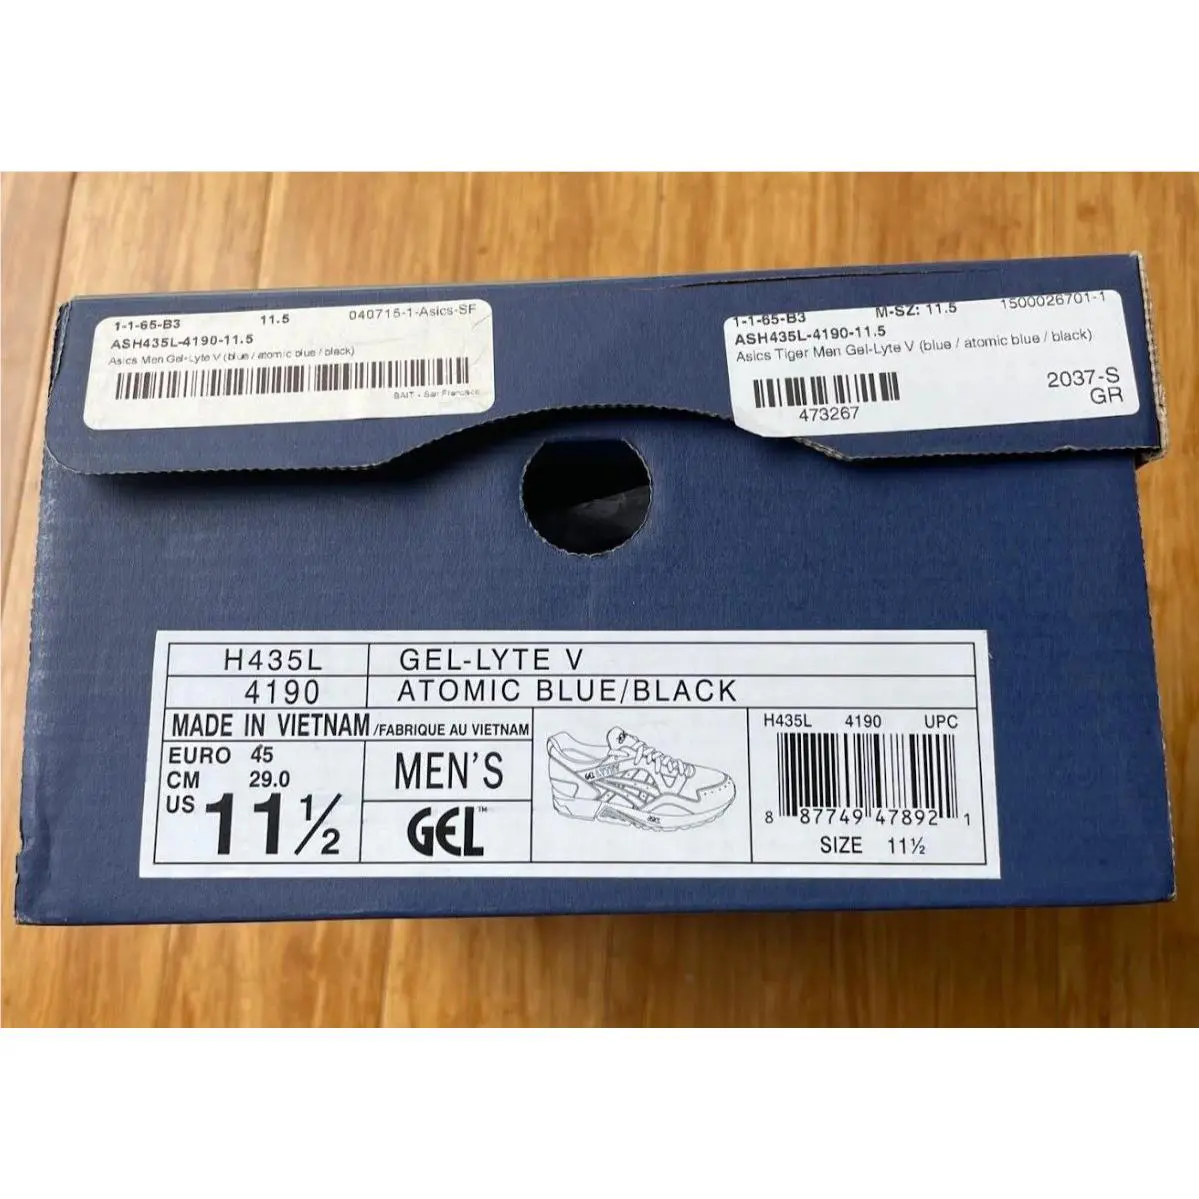 1-1-65-B3 11.5 040715-1-Asics-SF
ASH435L-4190-11.5
Asics Men Gel-Lyte V (blue / atomic blue / black)
BAIT - San Francisco
1-1-65-B3 M-SZ: 11.5 1500026701-1
ASH435L-4190-11.5
Asics Tiger Men Gel-Lyte V (blue / atomic blue / black)
473267
2037-S
GR
H435L GEL-LYTE V
4190 ATOMIC BLUE/BLACK
MADE IN VIETNAM /FABRIQUE AU VIETNAM
EURO 45
CM 29.0
US 11 ½
MEN'S
GEL™
H435L 4190 UPC
8 87749 47892 1
SIZE 11½